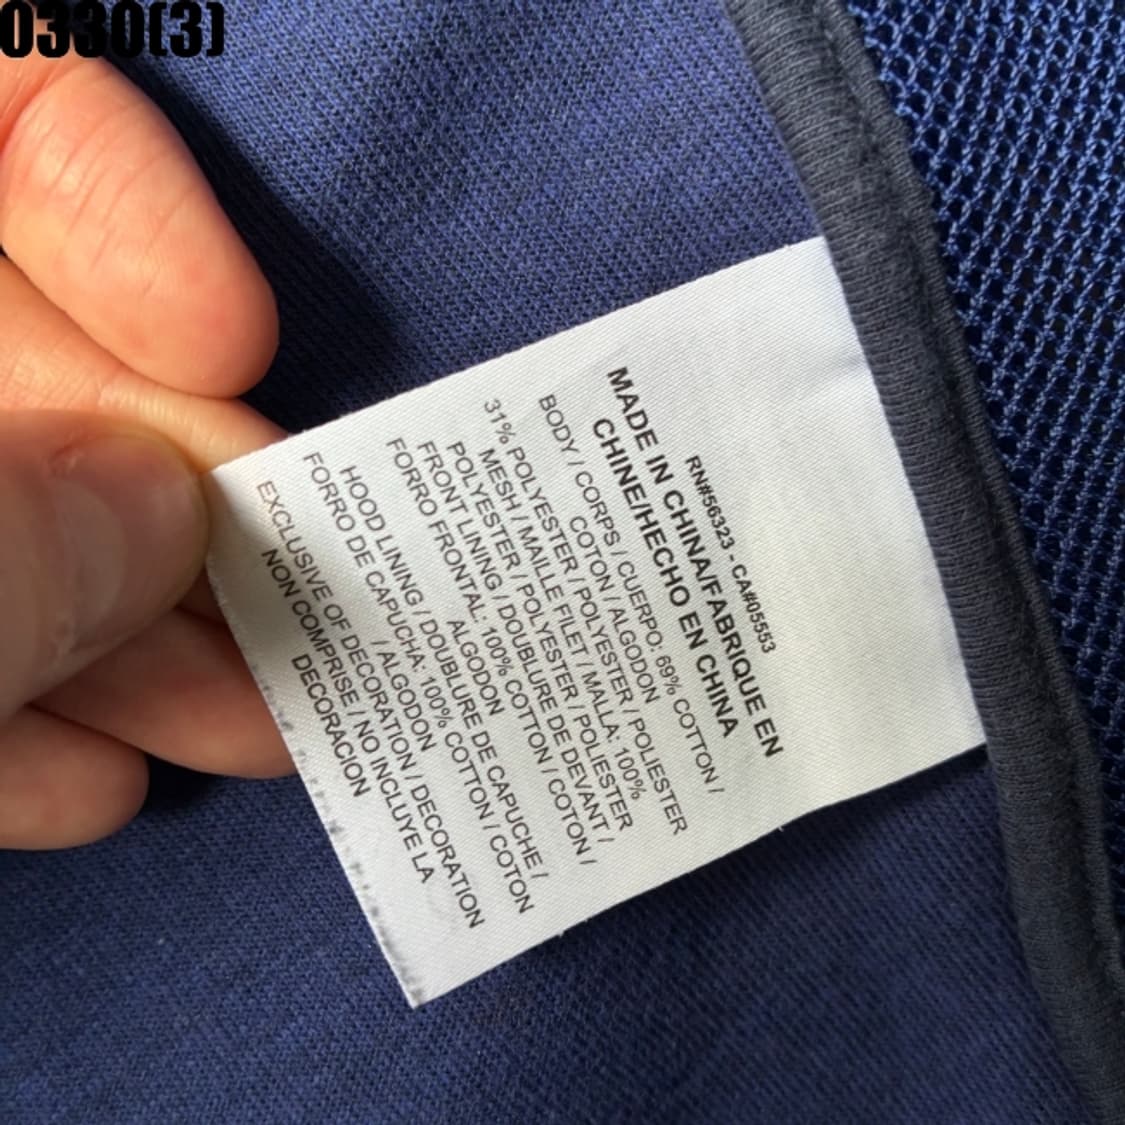 0330(3)
RN#56323 - CA#05553
MADE IN CHINA/FABRIQUE EN
CHINE/HECHO EN CHINA
BODY / CORPS / CUERPO: 69% COTTON /
COTON / ALGODON
31% POLYESTER / POLYESTER / POLIESTER
MESH / MAILLE FILET / MALLA: 100%
POLYESTER / POLYESTER / POLIESTER
FRONT LINING / DOUBLURE DE DEVANT /
FORRO FRONTAL: 100% COTTON / COTON /
ALGODON
HOOD LINING / DOUBLURE DE CAPUCHE /
FORRO DE CAPUCHA: 100% COTTON / COTON
/ ALGODON
EXCLUSIVE OF DECORATION / DECORATION
NON COMPRISE / NO INCLUYE LA
DECORACION